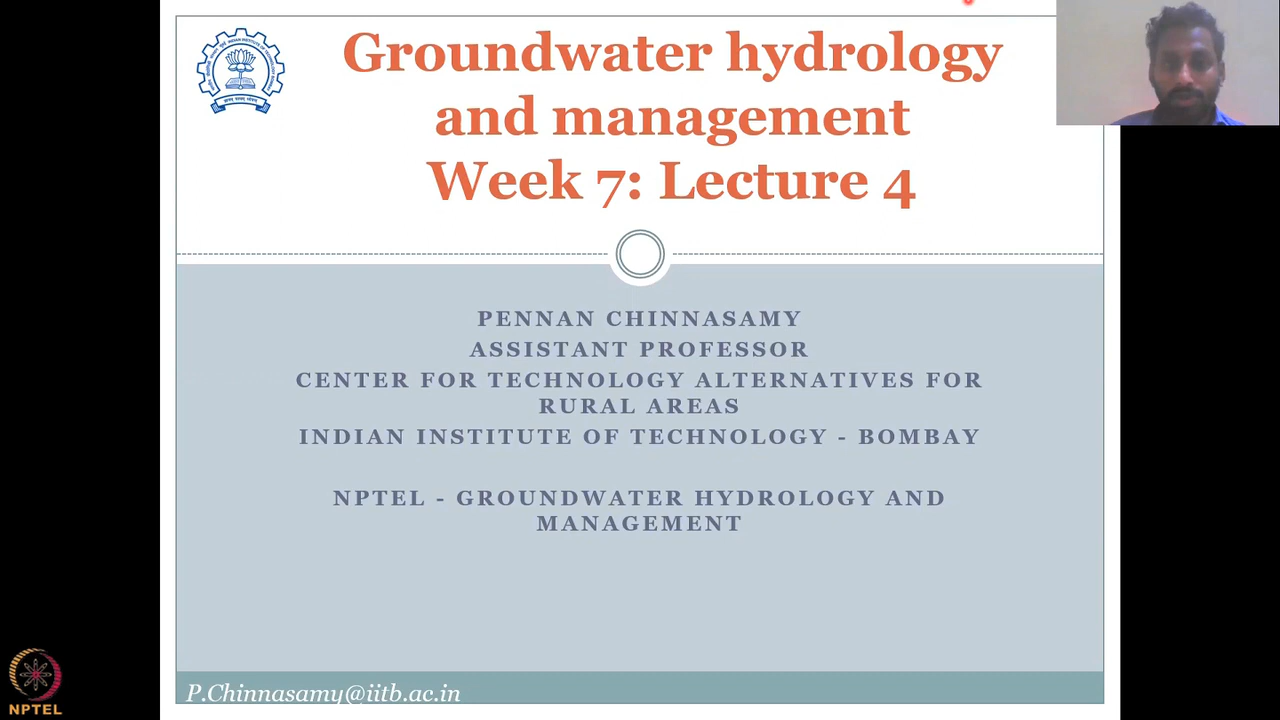 Groundwater hydrology
and management
Week 7: Lecture 4
PENNAN CHINNASAMY
ASSISTANT PROFESSOR
CENTER FOR TECHNOLOGY ALTERNATIVES FOR
RURAL AREAS
INDIAN INSTITUTE OF TECHNOLOGY - BOMBAY
NPTEL - GROUNDWATER HYDROLOGY AND
MANAGEMENT
P.Chinnasamy@iitb.ac.in
NPTEL